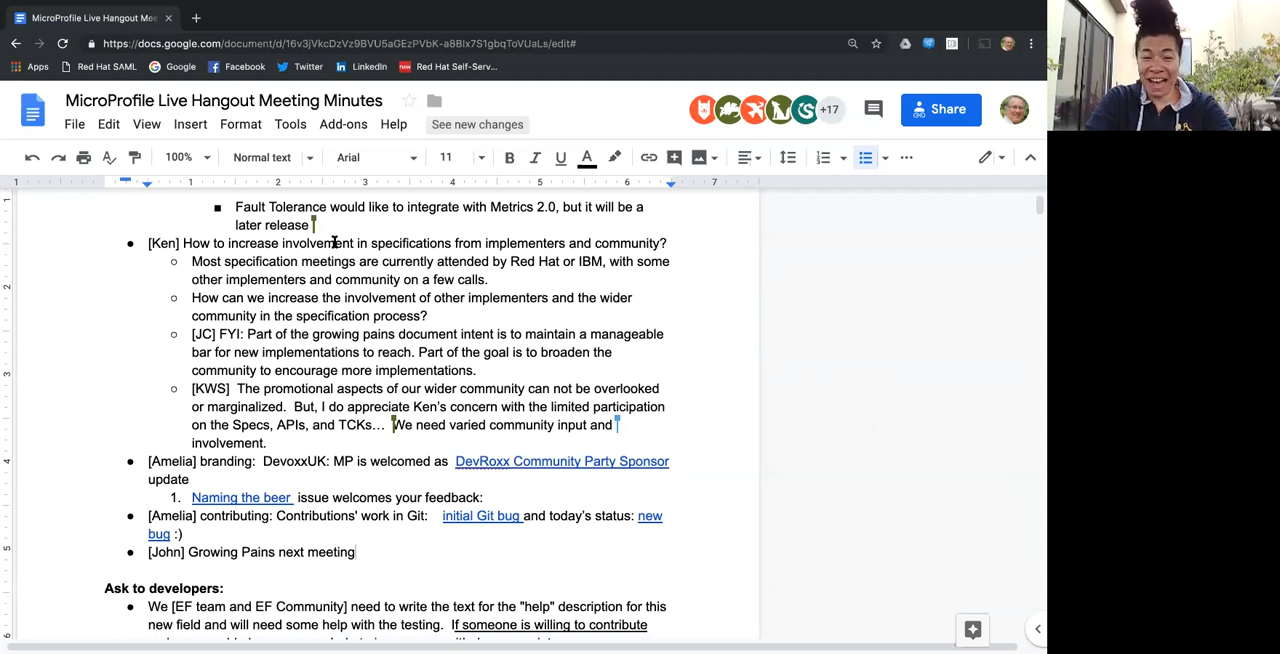 MicroProfile Live Hangout Mee
https://docs.google.com/document/d/16v3jVkcDzVz9BVU5aGEzPVbK-a8Blx7S1gbqToVUaLs/edit#
Apps Red Hat SAML Google Facebook Twitter LinkedIn Red Hat Self-Serv...
MicroProfile Live Hangout Meeting Minutes
+17
Share
File Edit View Insert Format Tools Add-ons Help See new changes
100% Normal text Arial 11 B I U A
1 1 2 3 4 5 6 7
Fault Tolerance would like to integrate with Metrics 2.0, but it will be a
later release
[Ken] How to increase involvement in specifications from implementers and community?
Most specification meetings are currently attended by Red Hat or IBM, with some
other implementers and community on a few calls.
How can we increase the involvement of other implementers and the wider
community in the specification process?
[JC] FYI: Part of the growing pains document intent is to maintain a manageable
bar for new implementations to reach. Part of the goal is to broaden the
community to encourage more implementations.
[KWS]  The promotional aspects of our wider community can not be overlooked
or marginalized.  But, I do appreciate Ken's concern with the limited participation
on the Specs, APIs, and TCKs...  We need varied community input and
involvement.
[Amelia] branding:  DevoxxUK: MP is welcomed as  DevRoxx Community Party Sponsor
update
1. Naming the beer  issue welcomes your feedback:
[Amelia] contributing: Contributions' work in Git:   initial Git bug and today's status: new
bug :)
[John] Growing Pains next meeting
Ask to developers:
We [EF team and EF Community] need to write the text for the "help" description for this
new field and will need some help with the testing.  If someone is willing to contribute